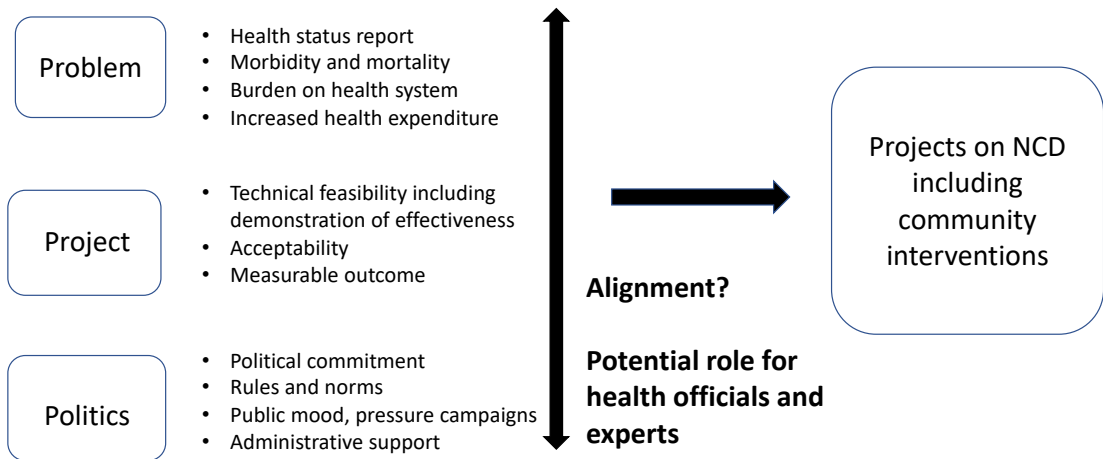 Problem
• Health status report
• Morbidity and mortality
• Burden on health system
• Increased health expenditure
Project
• Technical feasibility including
demonstration of effectiveness
• Acceptability
• Measurable outcome
Politics
• Political commitment
• Rules and norms
• Public mood, pressure campaigns
• Administrative support
Alignment?
Potential role for
health officials and
experts
Projects on NCD
including
community
interventions